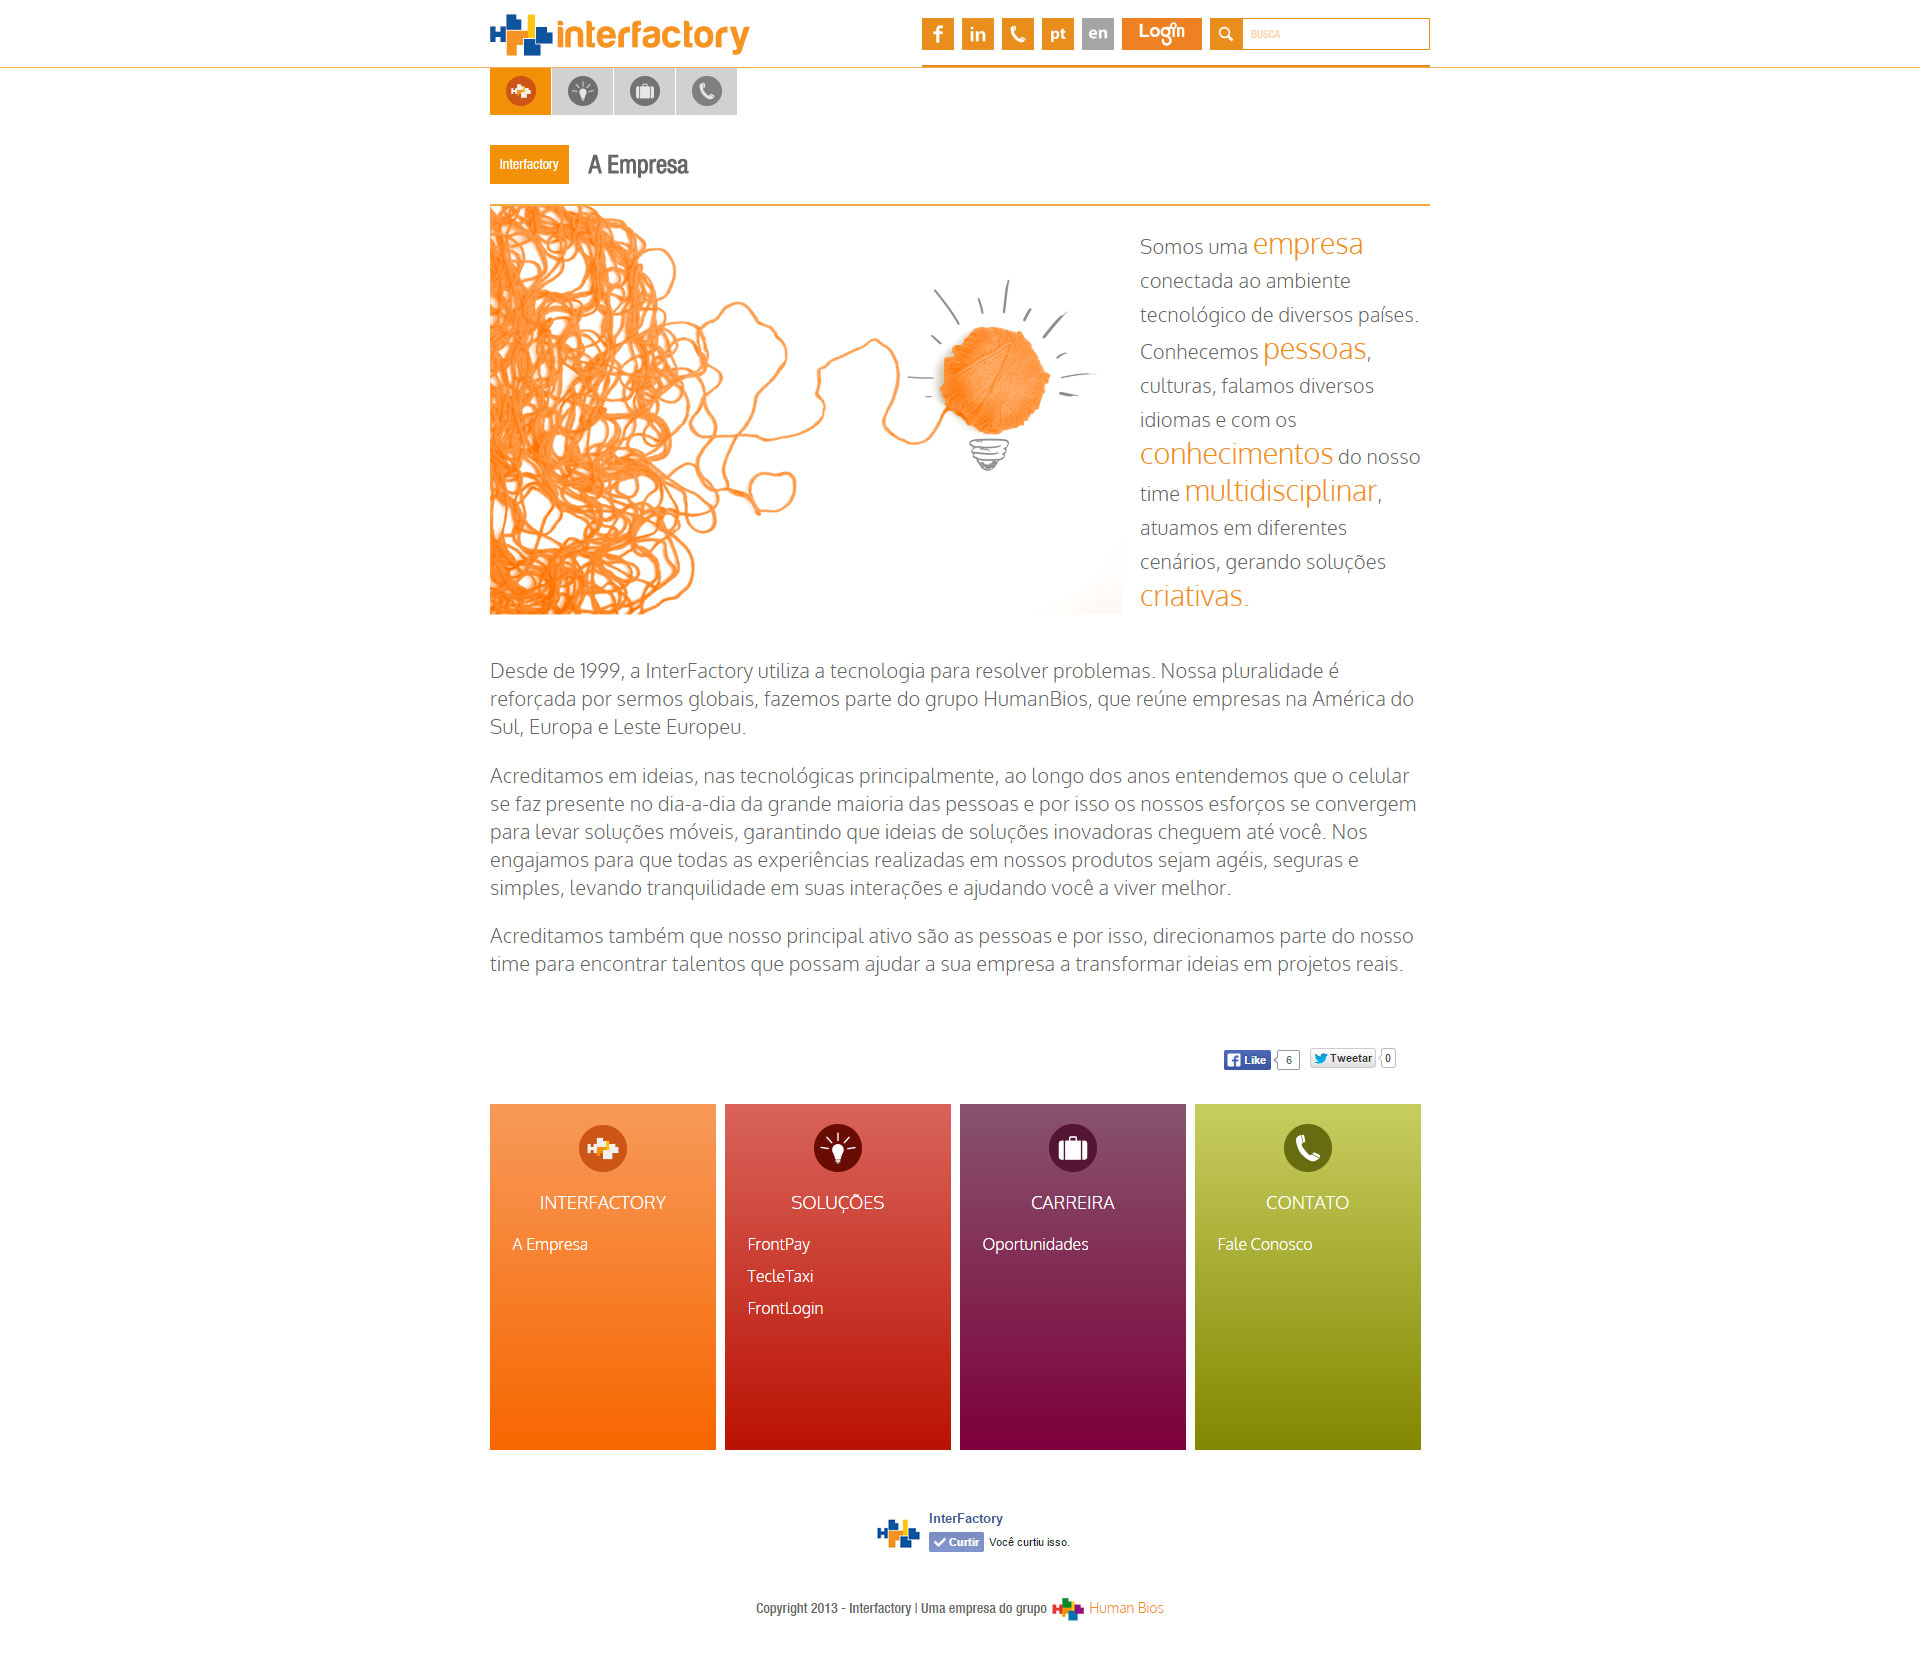 interfactory
f in pt en Login BUSCA
Interfactory A Empresa
Somos uma empresa
conectada ao ambiente
tecnológico de diversos países.
Conhecemos pessoas,
culturas, falamos diversos
idiomas e com os
conhecimentos do nosso
time multidisciplinar,
atuamos em diferentes
cenários, gerando soluções
criativas.
Desde de 1999, a InterFactory utiliza a tecnologia para resolver problemas. Nossa pluralidade é
reforçada por sermos globais, fazemos parte do grupo HumanBios, que reúne empresas na América do
Sul, Europa e Leste Europeu.
Acreditamos em ideias, nas tecnológicas principalmente, ao longo dos anos entendemos que o celular
se faz presente no dia-a-dia da grande maioria das pessoas e por isso os nossos esforços se convergem
para levar soluções móveis, garantindo que ideias de soluções inovadoras cheguem até você. Nos
engajamos para que todas as experiências realizadas em nossos produtos sejam agéis, seguras e
simples, levando tranquilidade em suas interações e ajudando você a viver melhor.
Acreditamos também que nosso principal ativo são as pessoas e por isso, direcionamos parte do nosso
time para encontrar talentos que possam ajudar a sua empresa a transformar ideias em projetos reais.
Like 6 Tweetar 0
INTERFACTORY
A Empresa
SOLUÇÕES
FrontPay
TecleTaxi
FrontLogin
CARREIRA
Oportunidades
CONTATO
Fale Conosco
InterFactory
Curtir Você curtiu isso.
Copyright 2013 - Interfactory | Uma empresa do grupo Human Bios